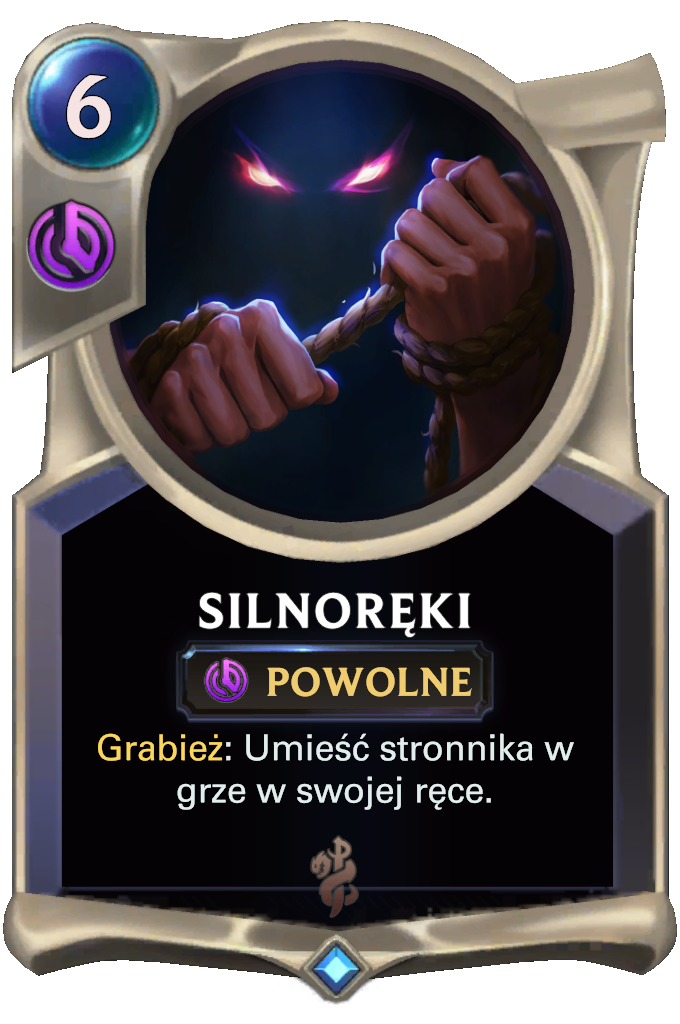 6
SILNORĘKI
POWOLNE
Grabież: Umieść stronnika w
grze w swojej ręce.